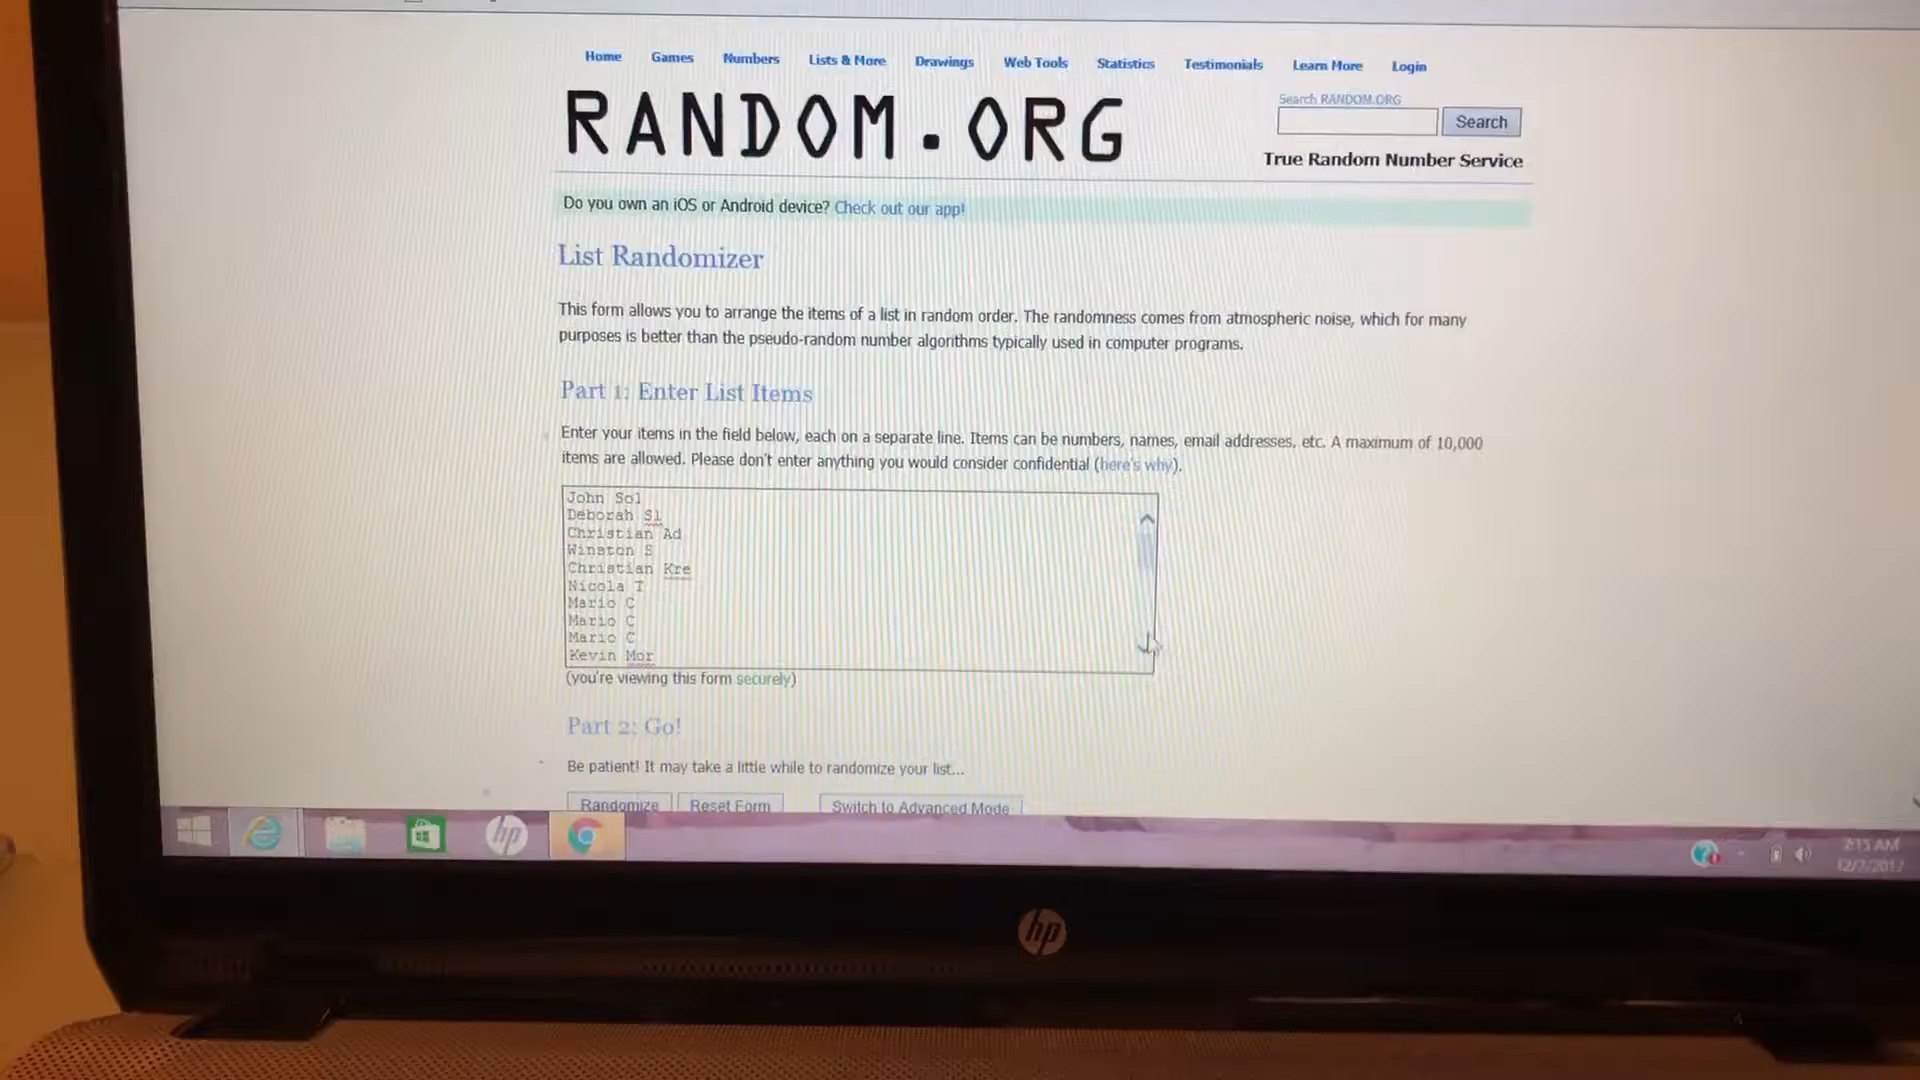 Home Games Numbers Lists & More Drawings Web Tools Statistics Testimonials Learn More Login
RANDOM.ORG
Search RANDOM.ORG
Search
True Random Number Service
Do you own an iOS or Android device? Check out our app!
List Randomizer
This form allows you to arrange the items of a list in random order. The randomness comes from atmospheric noise, which for many
purposes is better than the pseudo-random number algorithms typically used in computer programs.
Part 1: Enter List Items
Enter your items in the field below, each on a separate line. Items can be numbers, names, email addresses, etc. A maximum of 10,000
items are allowed. Please don't enter anything you would consider confidential (here's why).
John Sol
Deborah Sl
Christian Ad
Winston S
Christian Kre
Nicola T
Mario C
Mario C
Mario C
Kevin Mor
(you're viewing this form securely)
Part 2: Go!
Be patient! It may take a little while to randomize your list...
Randomize Reset Form Switch to Advanced Mode
hp
2:15 AM
12/7/2017
hp